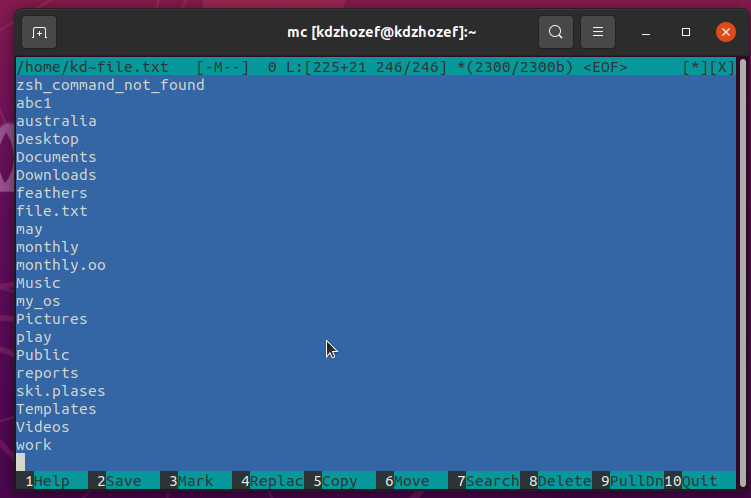 mc [kdzhozef@kdzhozef]:~
/home/kd~file.txt   [-M--]  0 L:[225+21 246/246] *(2300/2300b) <EOF>      [*][X]
zsh_command_not_found
abc1
australia
Desktop
Documents
Downloads
feathers
file.txt
may
monthly
monthly.oo
Music
my_os
Pictures
play
Public
reports
ski.plases
Templates
Videos
work
1Help  2Save  3Mark  4Replac 5Copy  6Move  7Search 8Delete 9PullDn 10Quit